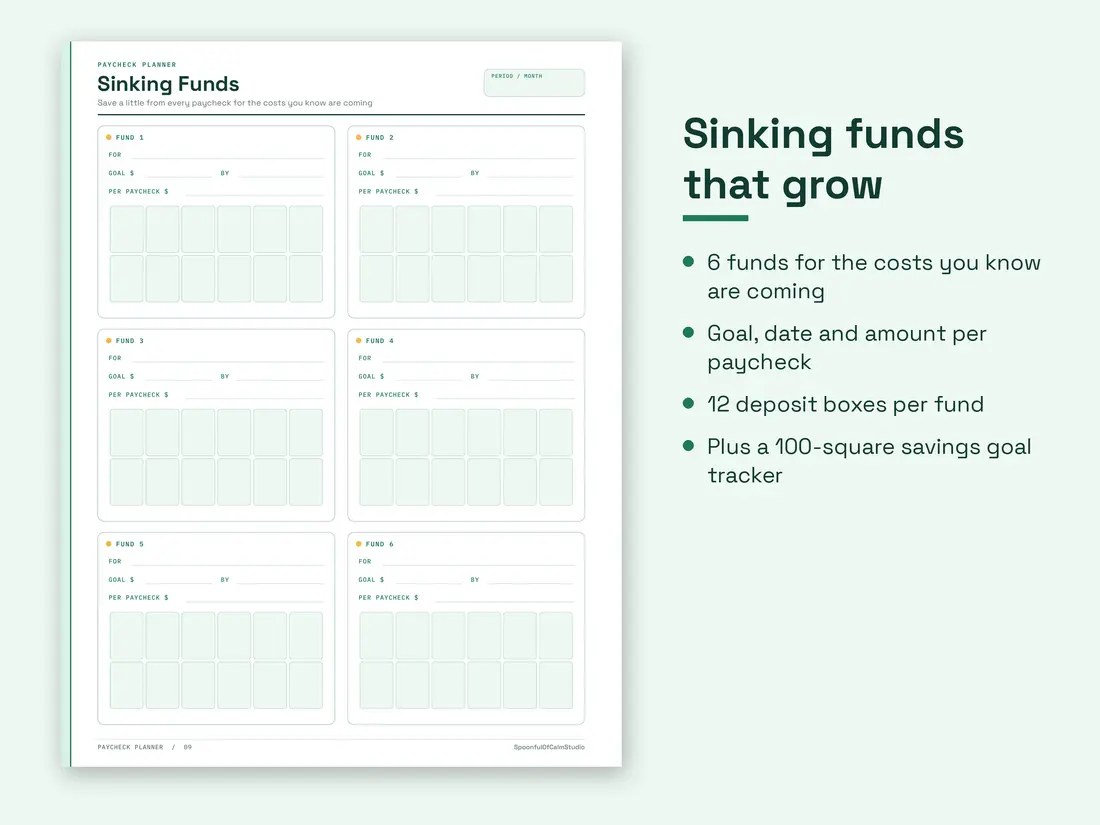 PAYCHECK PLANNER
Sinking Funds
Save a little from every paycheck for the costs you know are coming
PERIOD / MONTH
FUND 1
FOR
GOAL $ BY
PER PAYCHECK $
FUND 2
FOR
GOAL $ BY
PER PAYCHECK $
FUND 3
FOR
GOAL $ BY
PER PAYCHECK $
FUND 4
FOR
GOAL $ BY
PER PAYCHECK $
FUND 5
FOR
GOAL $ BY
PER PAYCHECK $
FUND 6
FOR
GOAL $ BY
PER PAYCHECK $
PAYCHECK PLANNER / 09
SpoonfulOfCalmStudio
Sinking funds
that grow
6 funds for the costs you know
are coming
Goal, date and amount per
paycheck
12 deposit boxes per fund
Plus a 100-square savings goal
tracker